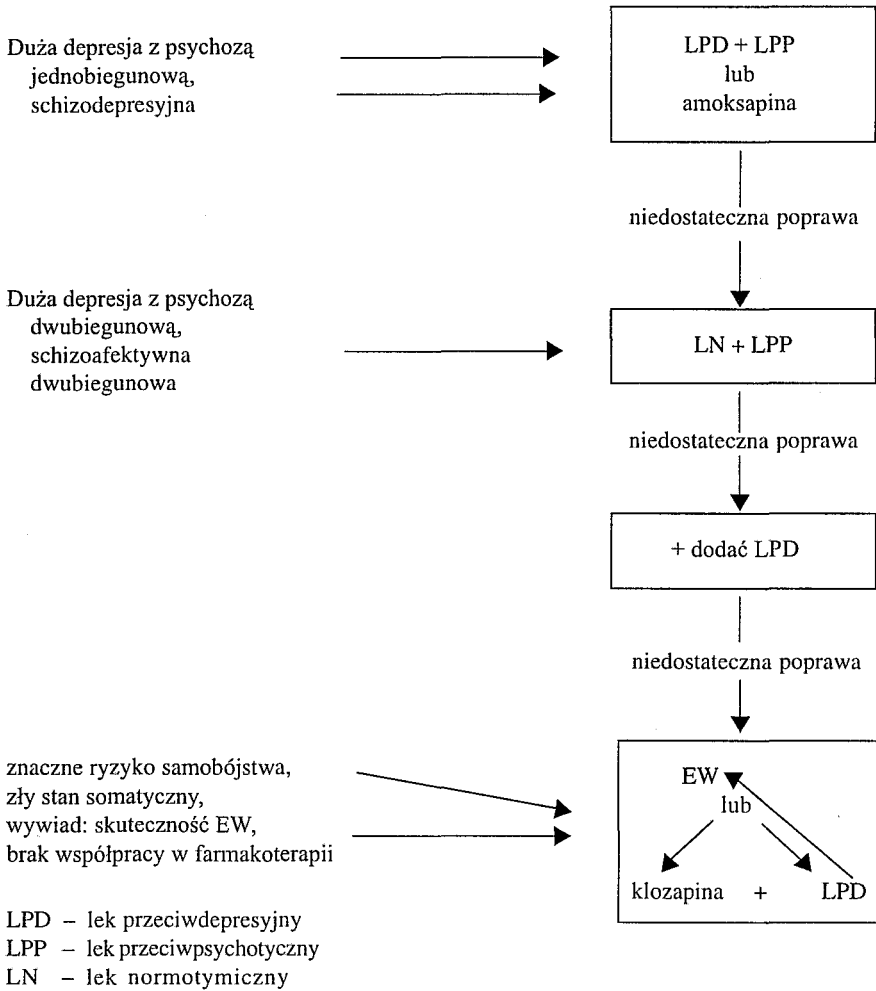 Duża depresja z psychozą
jednobiegunową,
schizodepresyjna
LPD + LPP
lub
amoksapina
niedostateczna poprawa
Duża depresja z psychozą
dwubiegunową,
schizoafektywna
dwubiegunowa
LN + LPP
niedostateczna poprawa
+ dodać LPD
niedostateczna poprawa
znaczne ryzyko samobójstwa,
zły stan somatyczny,
wywiad: skuteczność EW,
brak współpracy w farmakoterapii
EW
lub
klozapina + LPD
LPD – lek przeciwdepresyjny
LPP – lek przeciwpsychotyczny
LN – lek normotymiczny